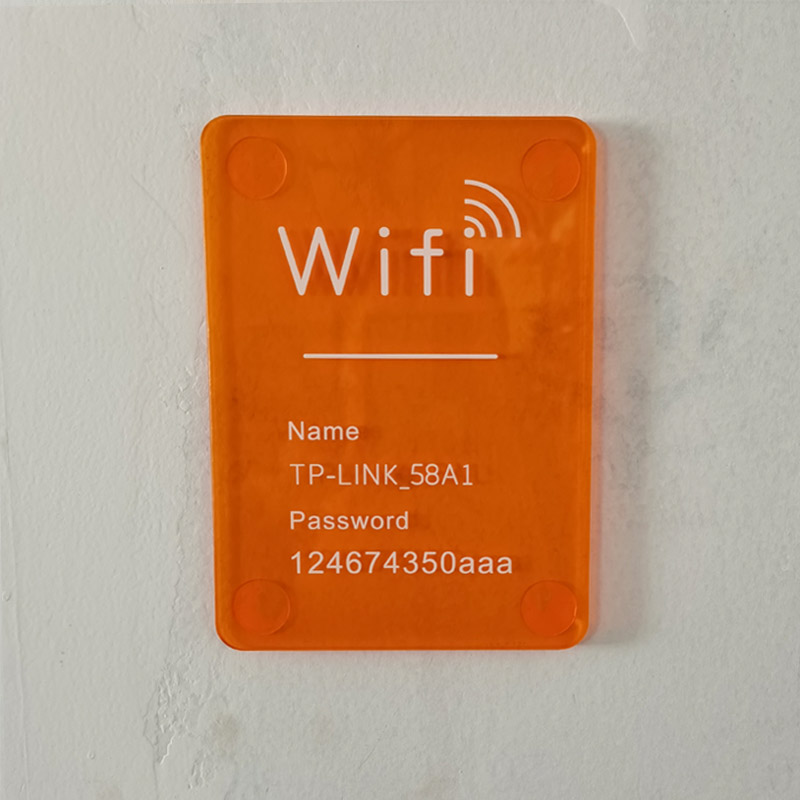 Wifi
Name
TP-LINK_58A1
Password
124674350aaa